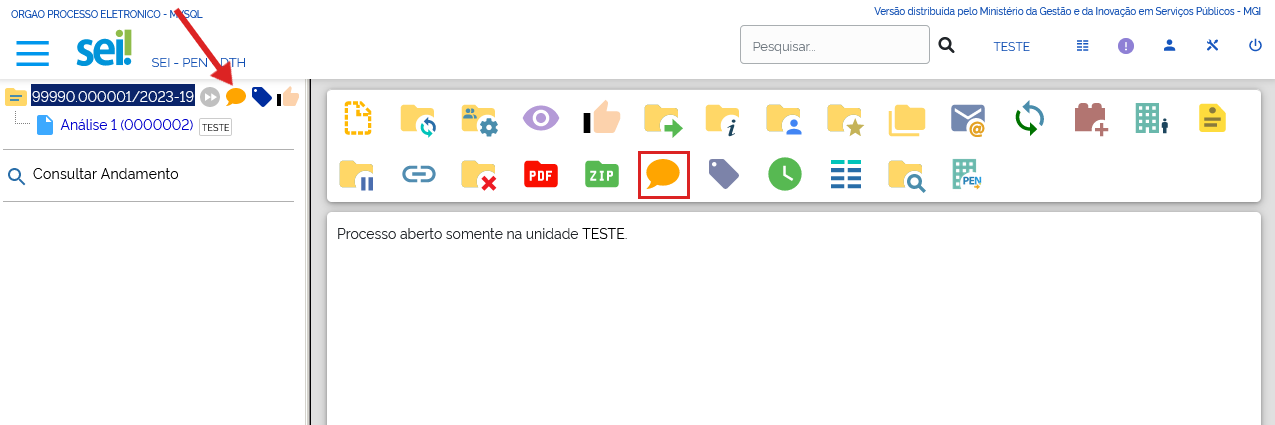 ORGAO PROCESSO ELETRONICO - MYSQL
Versão distribuída pelo Ministério da Gestão e da Inovação em Serviços Públicos - MGI
sei!
SEI - PEN - DTH
Pesquisar...
TESTE
99990.000001/2023-19
Análise 1 (0000002) TESTE
Consultar Andamento
PDF
ZIP
PEN
Processo aberto somente na unidade TESTE.